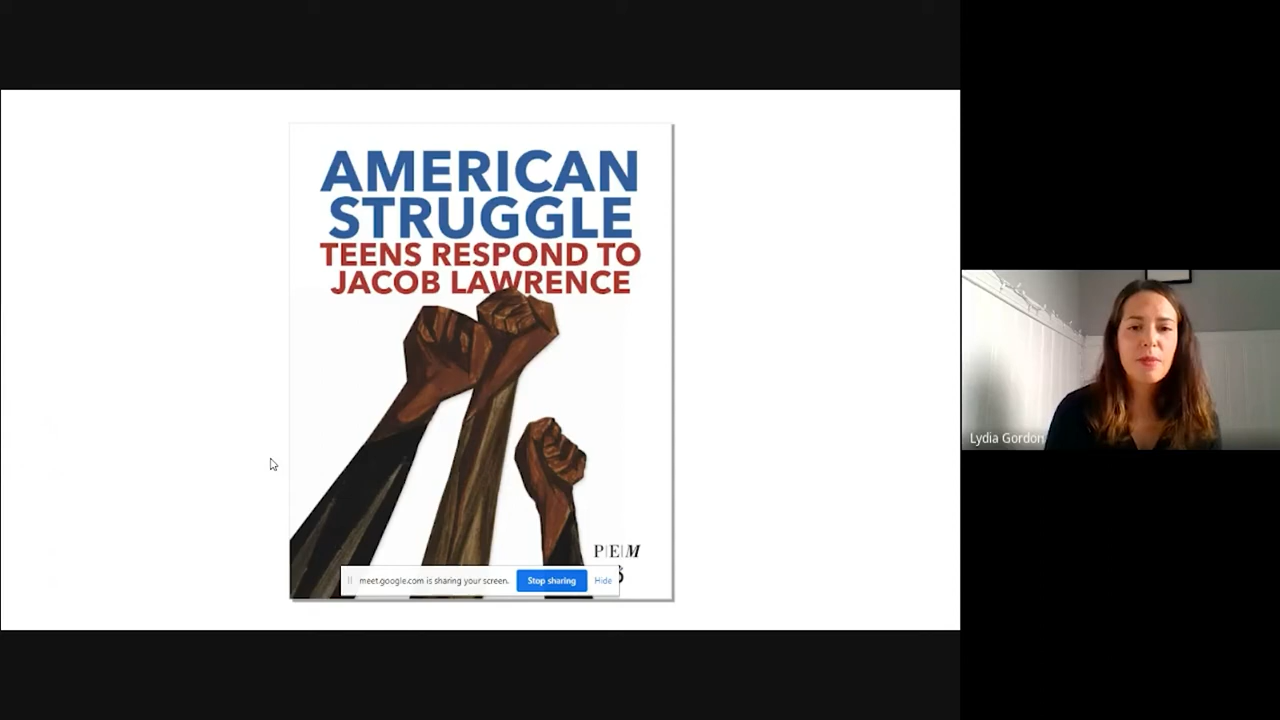 AMERICAN
STRUGGLE
TEENS RESPOND TO
JACOB LAWRENCE
P|E|M
meet.google.com is sharing your screen.
Stop sharing
Hide
Lydia Gordon